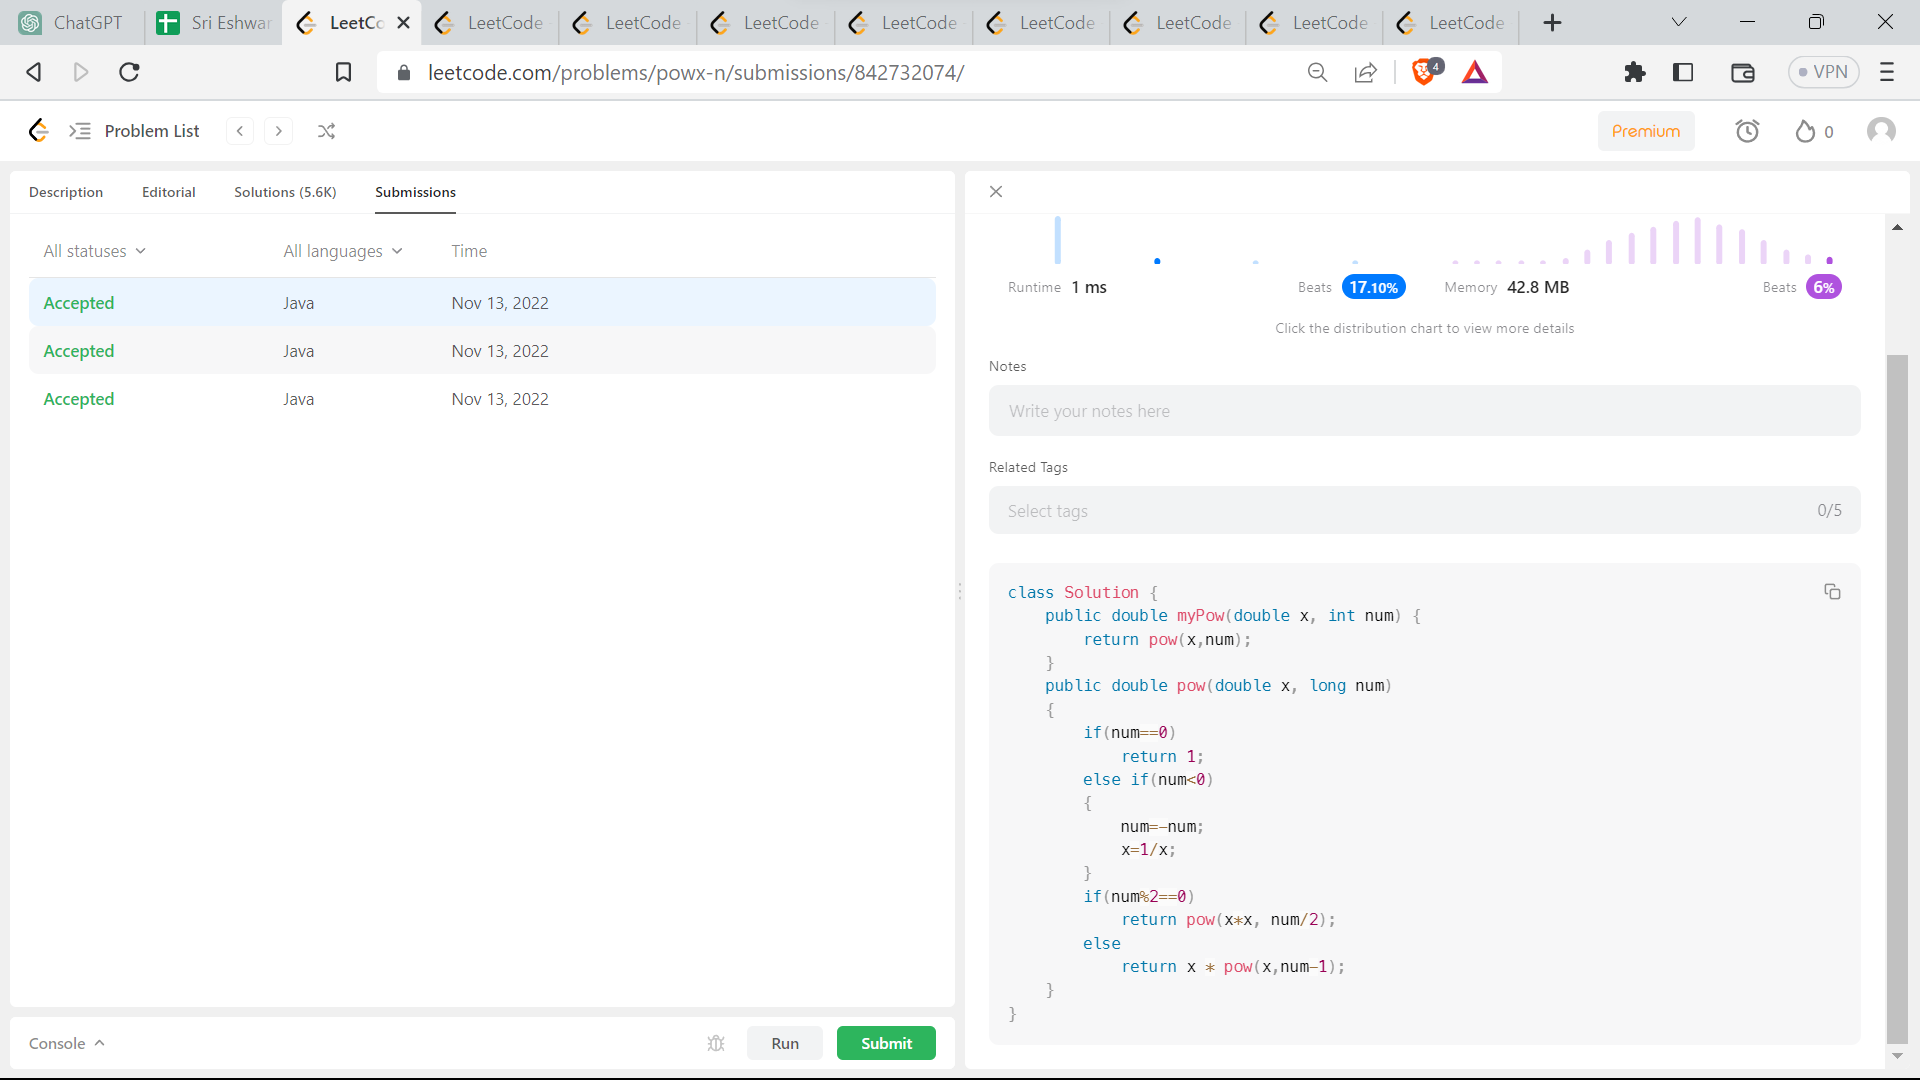 ChatGPT
Sri Eshwar
LeetCo
LeetCode
LeetCode
LeetCode
LeetCode
LeetCode
LeetCode
LeetCode
LeetCode
leetcode.com/problems/powx-n/submissions/842732074/
4
VPN
Problem List
Premium
0
Description
Editorial
Solutions (5.6K)
Submissions
All statuses
All languages
Time
Accepted
Java
Nov 13, 2022
Accepted
Java
Nov 13, 2022
Accepted
Java
Nov 13, 2022
Console
Run
Submit
Runtime 1 ms
Beats 17.10%
Memory 42.8 MB
Beats 6%
Click the distribution chart to view more details
Notes
Write your notes here
Related Tags
Select tags
0/5
class Solution {
    public double myPow(double x, int num) {
        return pow(x,num);
    }
    public double pow(double x, long num)
    {
        if(num==0)
            return 1;
        else if(num<0)
        {
            num=-num;
            x=1/x;
        }
        if(num%2==0)
            return pow(x*x, num/2);
        else
            return x * pow(x,num-1);
    }
}